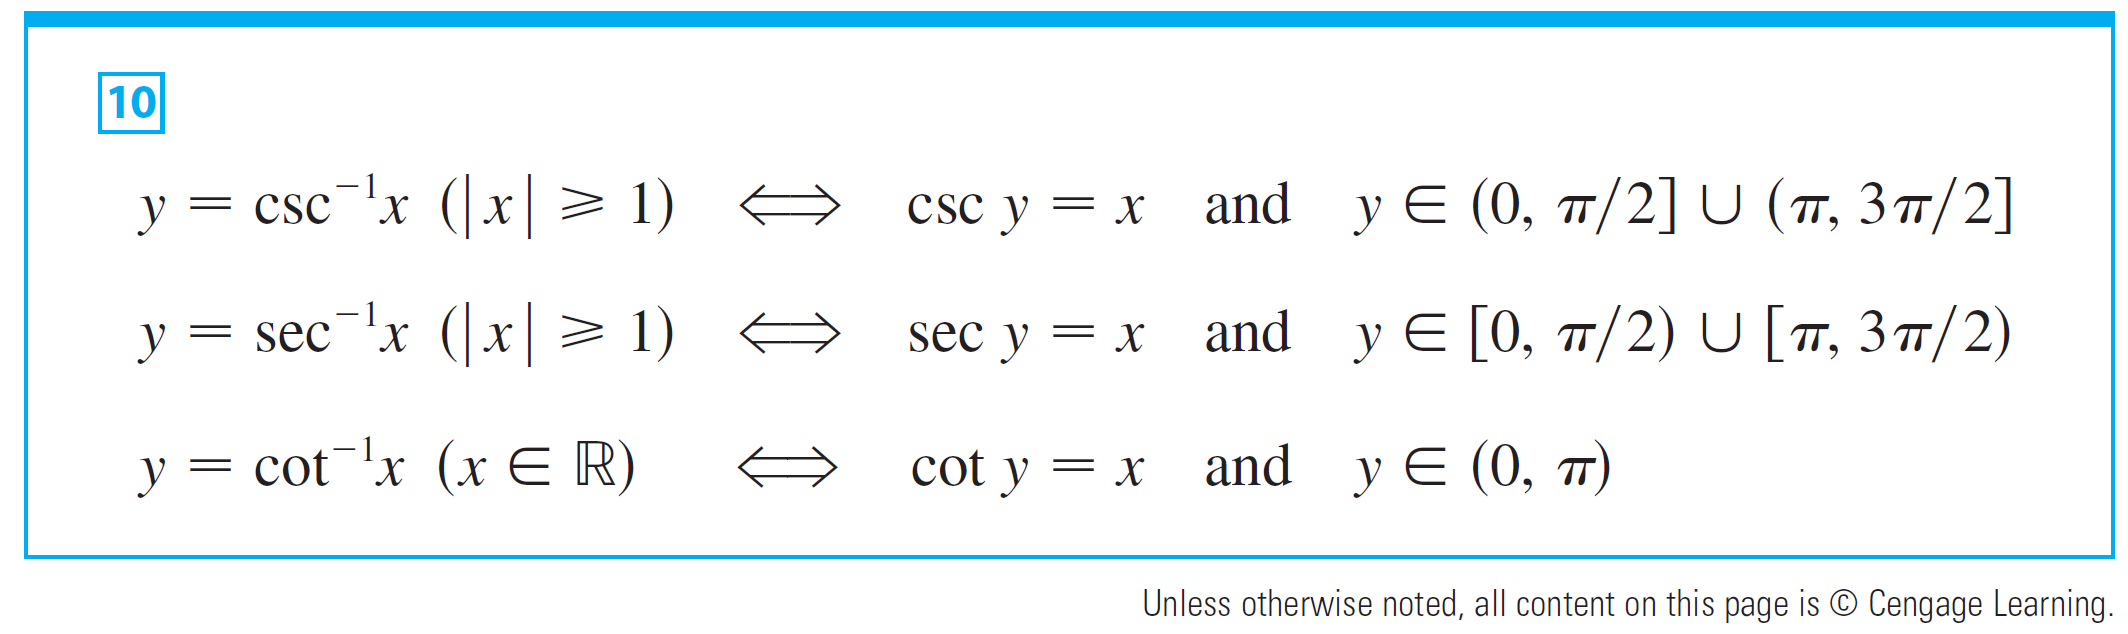 10
y = csc⁻¹x (|x| ⩾ 1) ⟺ csc y = x and y ∈ (0, π/2] ∪ (π, 3π/2]
y = sec⁻¹x (|x| ⩾ 1) ⟺ sec y = x and y ∈ [0, π/2) ∪ [π, 3π/2)
y = cot⁻¹x (x ∈ ℝ) ⟺ cot y = x and y ∈ (0, π)
Unless otherwise noted, all content on this page is © Cengage Learning.